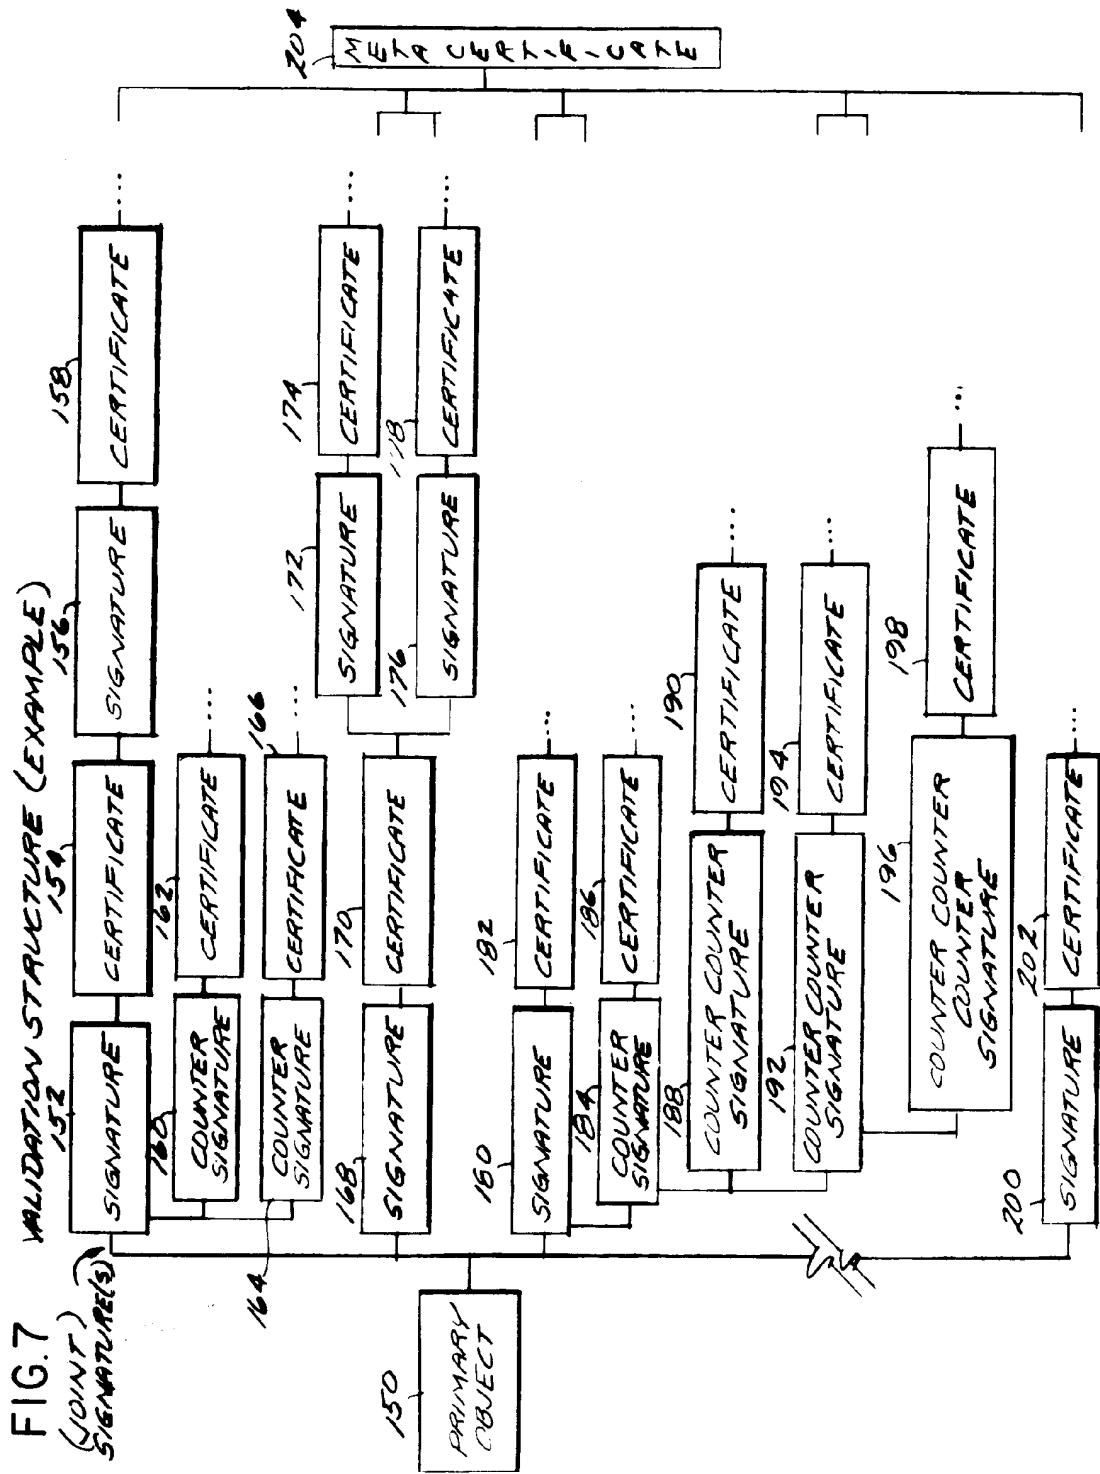 FIG.7
VALIDATION STRUCTURE (EXAMPLE)
(JOINT)
SIGNATURE(S)
150
PRIMARY
OBJECT
152
SIGNATURE
154
CERTIFICATE
156
SIGNATURE
158
CERTIFICATE
....
160
COUNTER
SIGNATURE
162
CERTIFICATE
....
164
COUNTER
SIGNATURE
166
CERTIFICATE
....
168
SIGNATURE
170
CERTIFICATE
172
SIGNATURE
174
CERTIFICATE
....
176
SIGNATURE
178
CERTIFICATE
....
180
SIGNATURE
182
CERTIFICATE
....
184
COUNTER
SIGNATURE
186
CERTIFICATE
....
188
COUNTER COUNTER
SIGNATURE
190
CERTIFICATE
....
192
COUNTER COUNTER
SIGNATURE
194
CERTIFICATE
....
196
COUNTER COUNTER
COUNTER
SIGNATURE
198
CERTIFICATE
....
200
SIGNATURE
202
CERTIFICATE
....
204
META CERTIFICATE